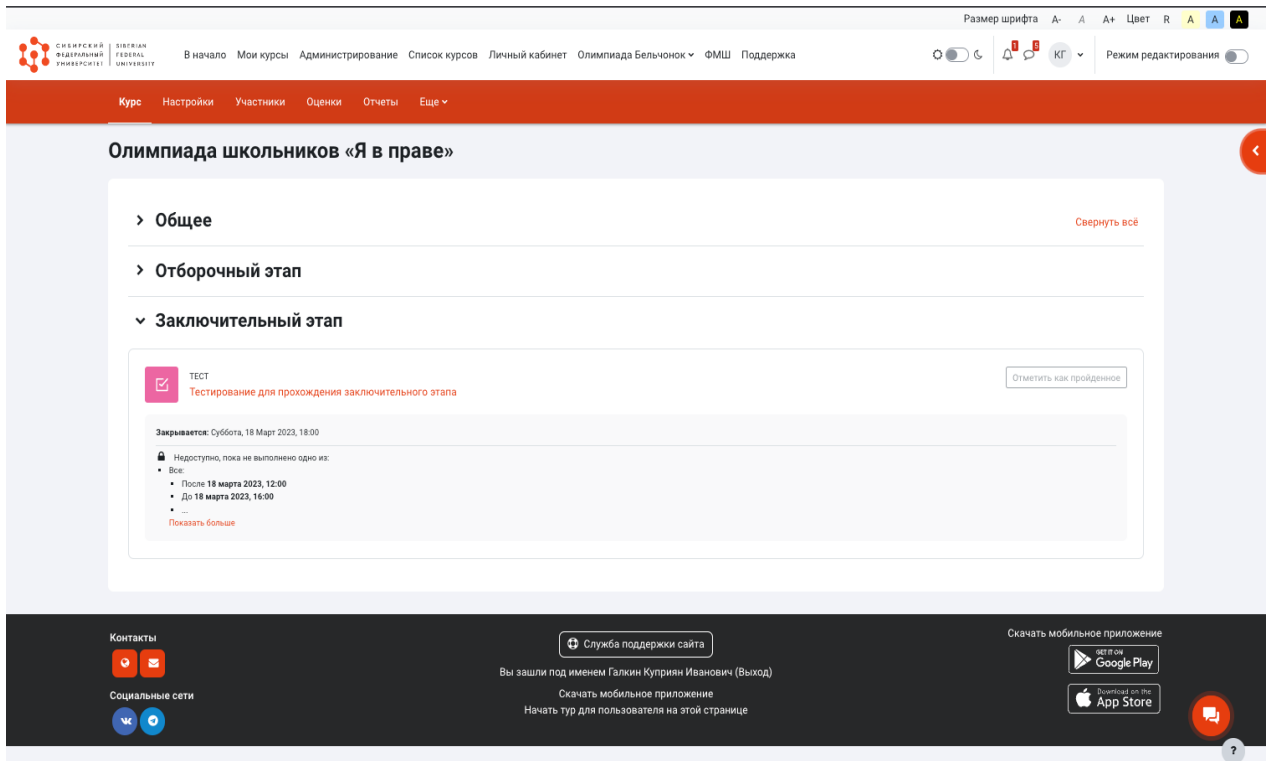 Размер шрифта A- A A+ Цвет R A A A
СИБИРСКИЙ ФЕДЕРАЛЬНЫЙ УНИВЕРСИТЕТ
SIBERIAN FEDERAL UNIVERSITY
В начало Мои курсы Администрирование Список курсов Личный кабинет Олимпиада Бельчонок ФМШ Поддержка
1 5 КГ Режим редактирования
Курс Настройки Участники Оценки Отчеты Еще
Олимпиада школьников «Я в праве»
Общее
Свернуть всё
Отборочный этап
Заключительный этап
ТЕСТ
Тестирование для прохождения заключительного этапа
Отметить как пройденное
Закрывается: Суббота, 18 Март 2023, 18:00
Недоступно, пока не выполнено одно из:
Все:
После 18 марта 2023, 12:00
До 18 марта 2023, 16:00
...
Показать больше
Контакты
Социальные сети
Служба поддержки сайта
Вы зашли под именем Галкин Куприян Иванович (Выход)
Скачать мобильное приложение
Начать тур для пользователя на этой странице
Скачать мобильное приложение
GET IT ON
Google Play
Download on the
App Store
?